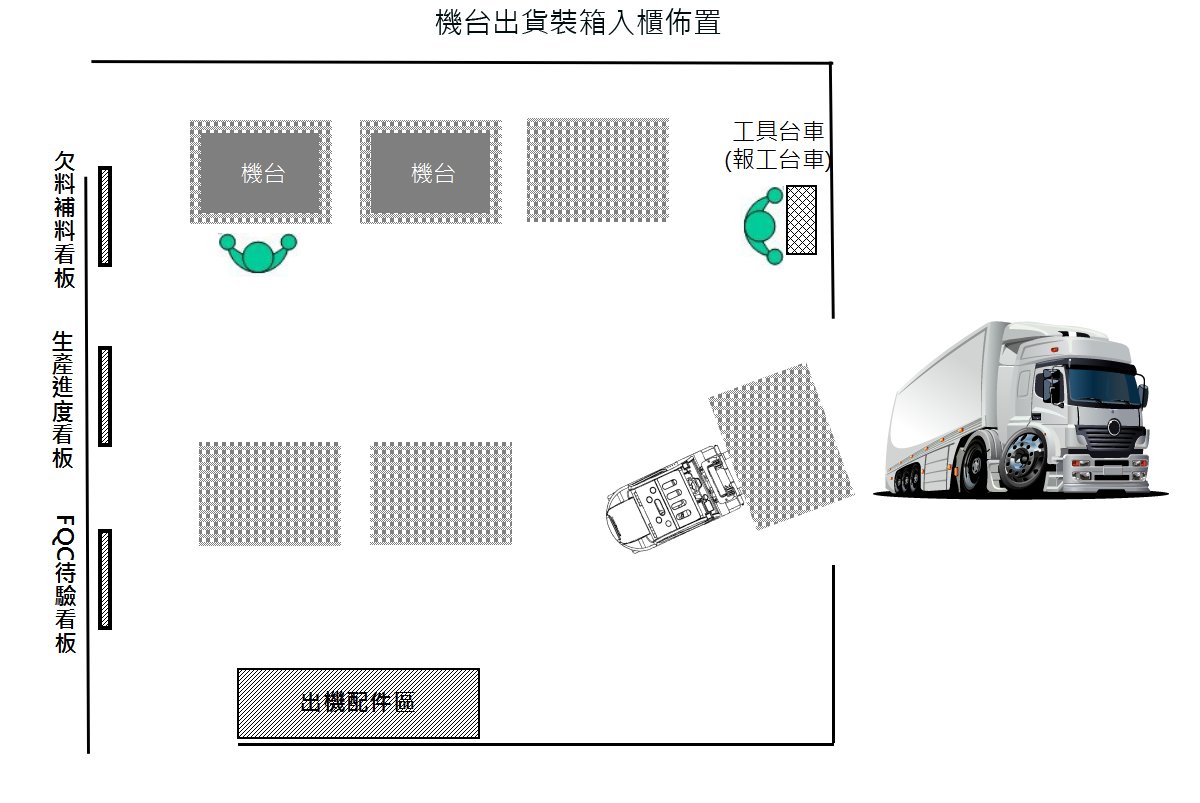 機台出貨裝箱入櫃佈置
工具台車
(報工台車)
機台
機台
欠料補料看板
生產進度看板
FQC待驗看板
出機配件區